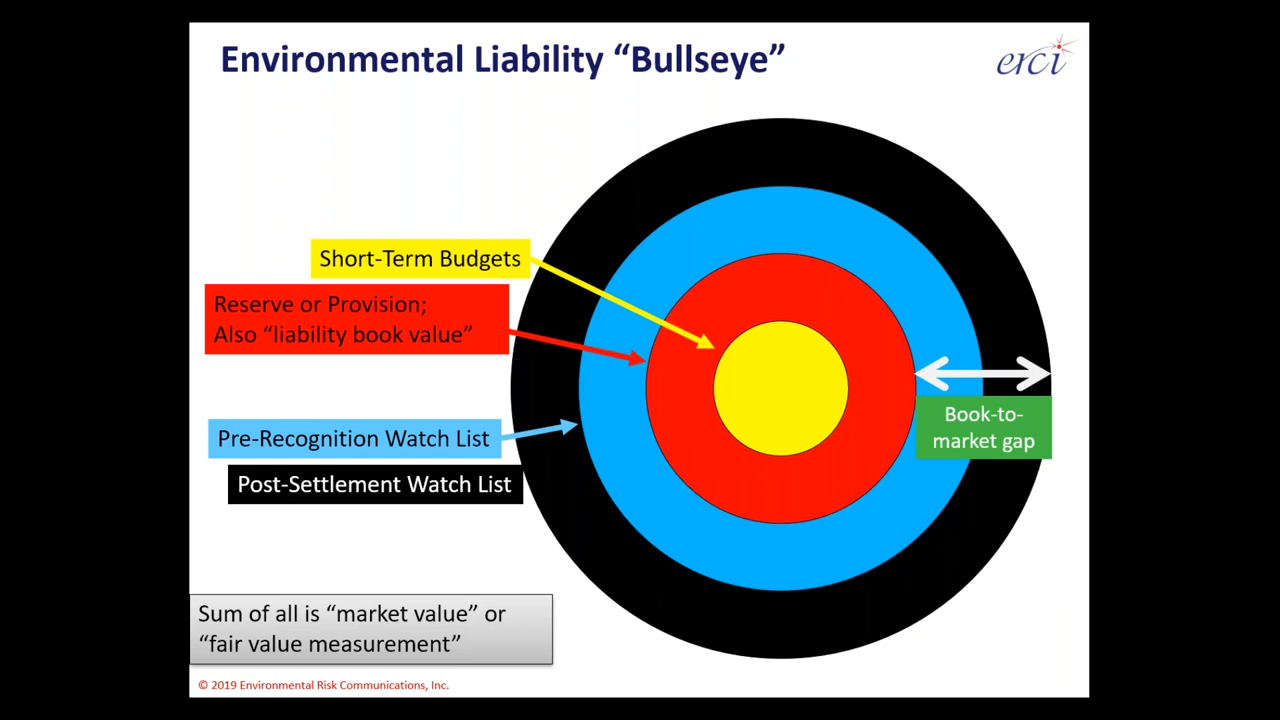 Environmental Liability “Bullseye”
erci
Short-Term Budgets
Reserve or Provision;
Also “liability book value”
Pre-Recognition Watch List
Post-Settlement Watch List
Book-to-
market gap
Sum of all is “market value” or
“fair value measurement”
© 2019 Environmental Risk Communications, Inc.